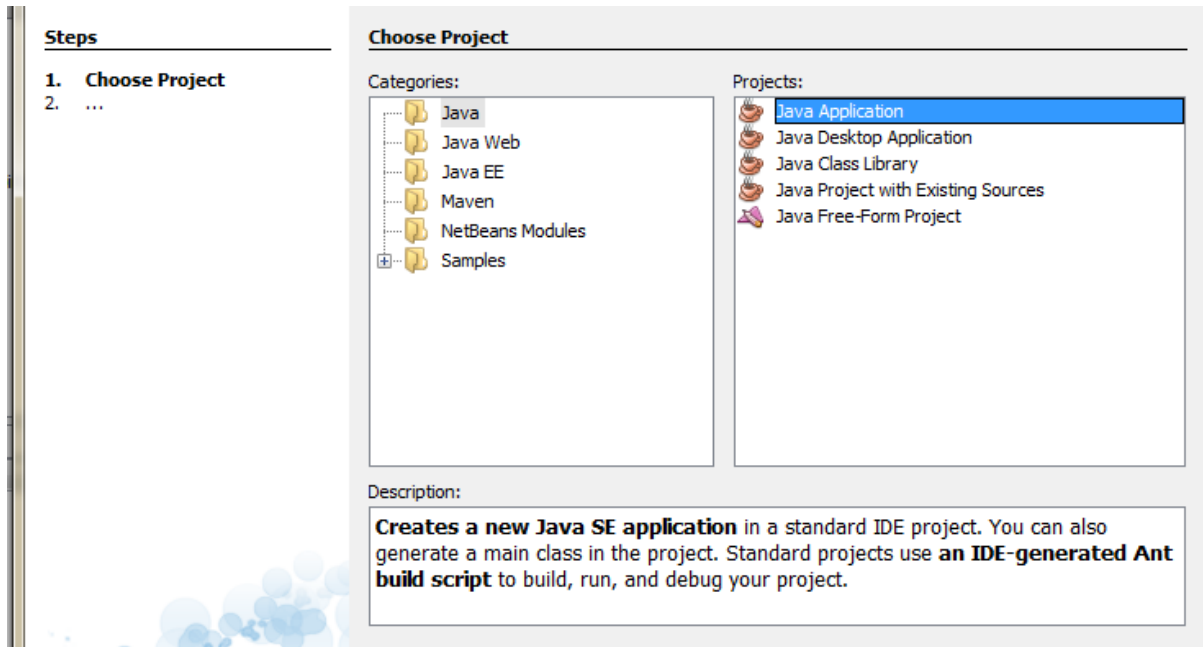 Steps
1. Choose Project
2. ...
Choose Project
Categories:
Java
Java Web
Java EE
Maven
NetBeans Modules
Samples
Projects:
Java Application
Java Desktop Application
Java Class Library
Java Project with Existing Sources
Java Free-Form Project
Description:
Creates a new Java SE application in a standard IDE project. You can also
generate a main class in the project. Standard projects use an IDE-generated Ant
build script to build, run, and debug your project.